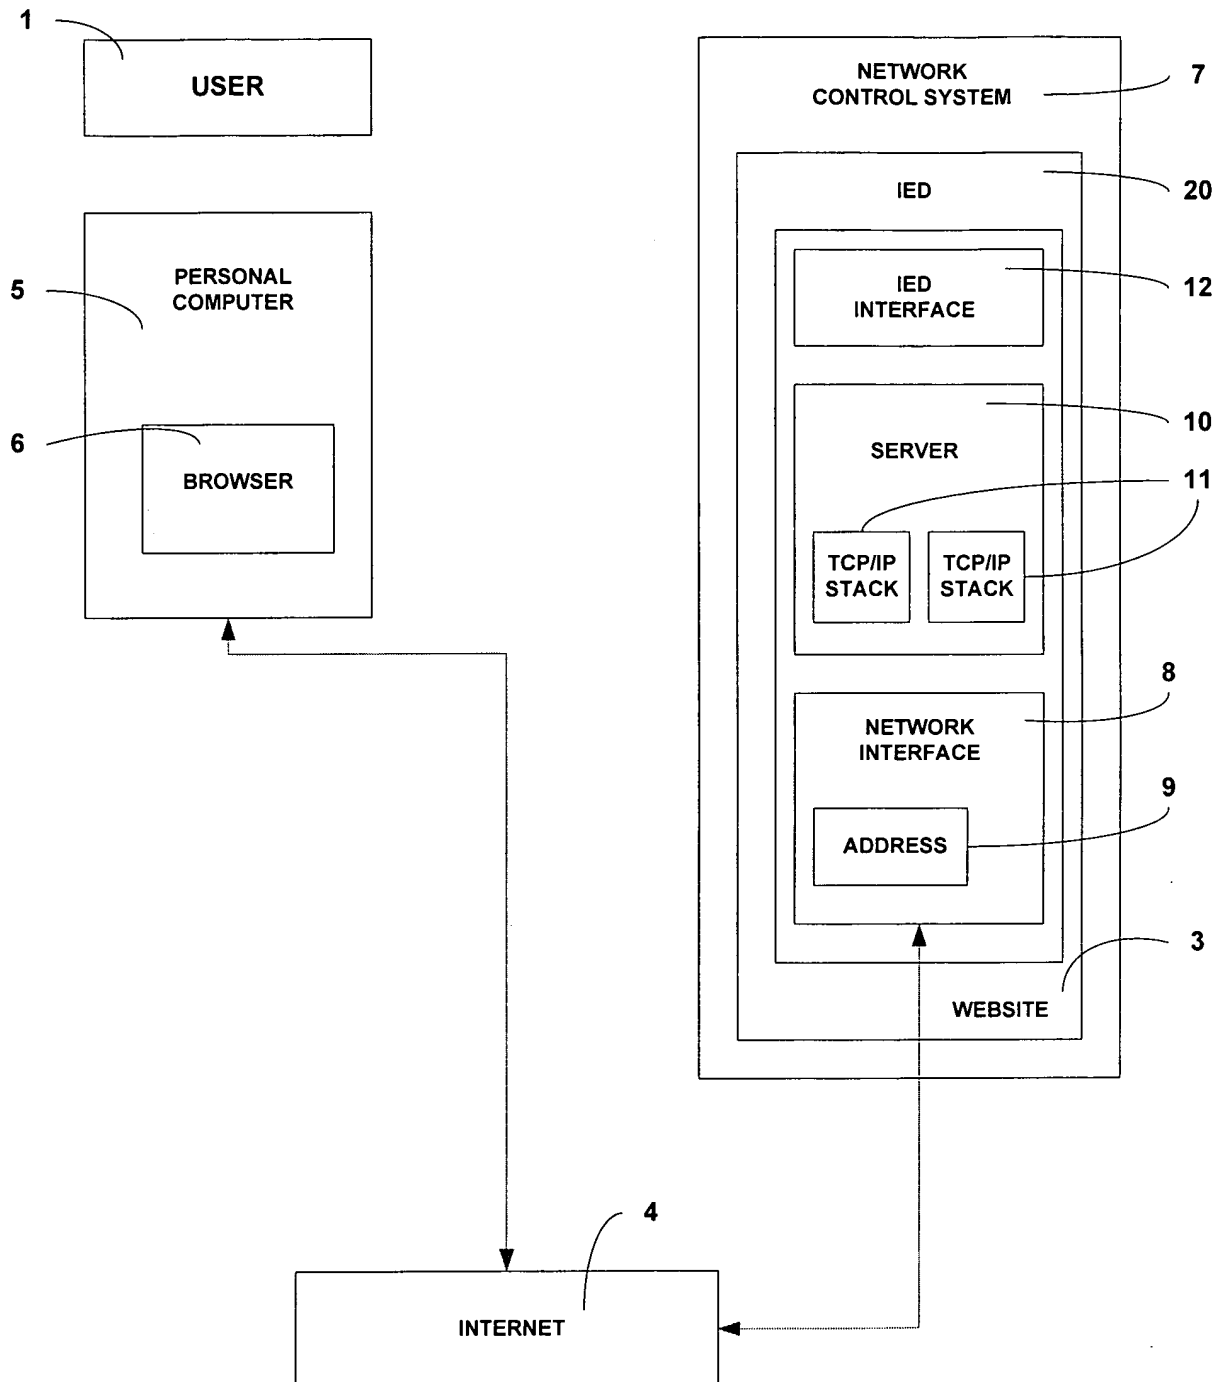 1
USER
5
PERSONAL
COMPUTER
6
BROWSER
NETWORK
CONTROL SYSTEM
7
IED
20
IED
INTERFACE
12
SERVER
10
11
TCP/IP
STACK
TCP/IP
STACK
NETWORK
INTERFACE
8
ADDRESS
9
WEBSITE
3
4
INTERNET